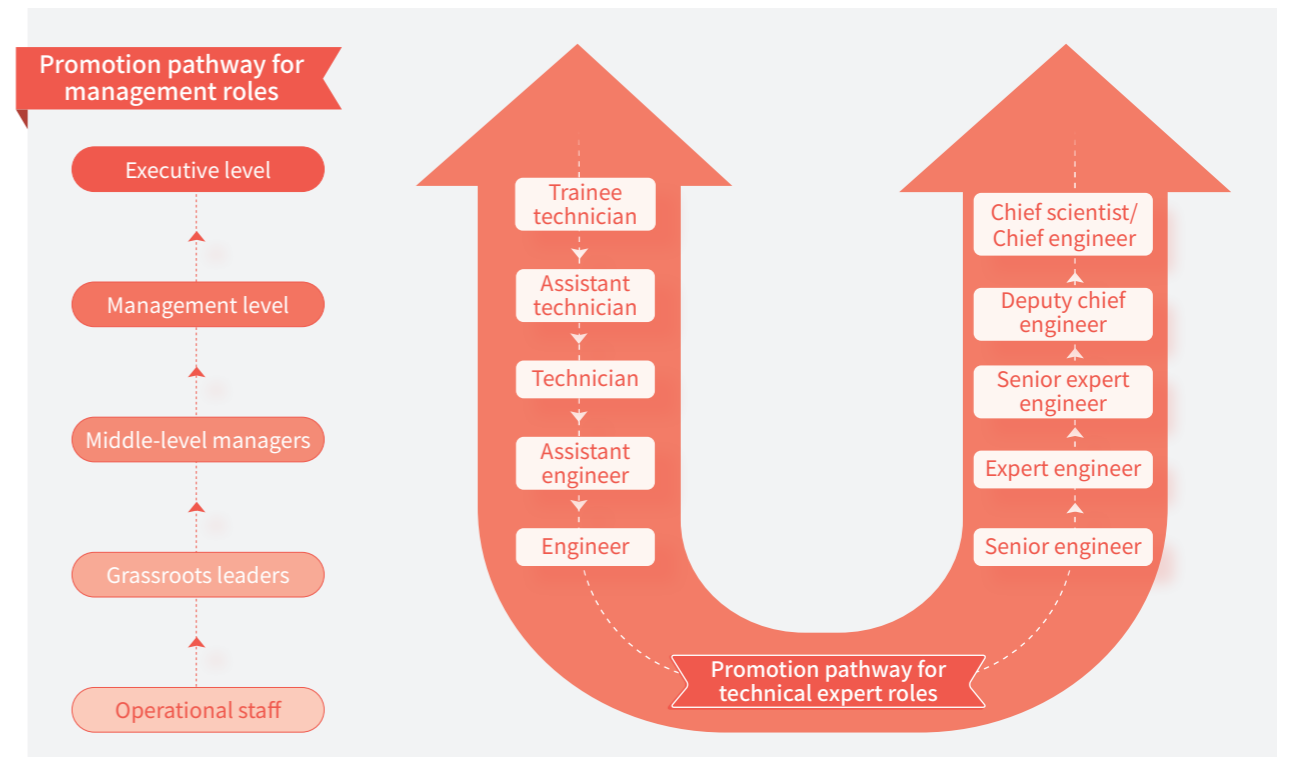 Promotion pathway for
management roles
Executive level
Management level
Middle-level managers
Grassroots leaders
Operational staff
Trainee
technician
Assistant
technician
Technician
Assistant
engineer
Engineer
Promotion pathway for
technical expert roles
Chief scientist/
Chief engineer
Deputy chief
engineer
Senior expert
engineer
Expert engineer
Senior engineer